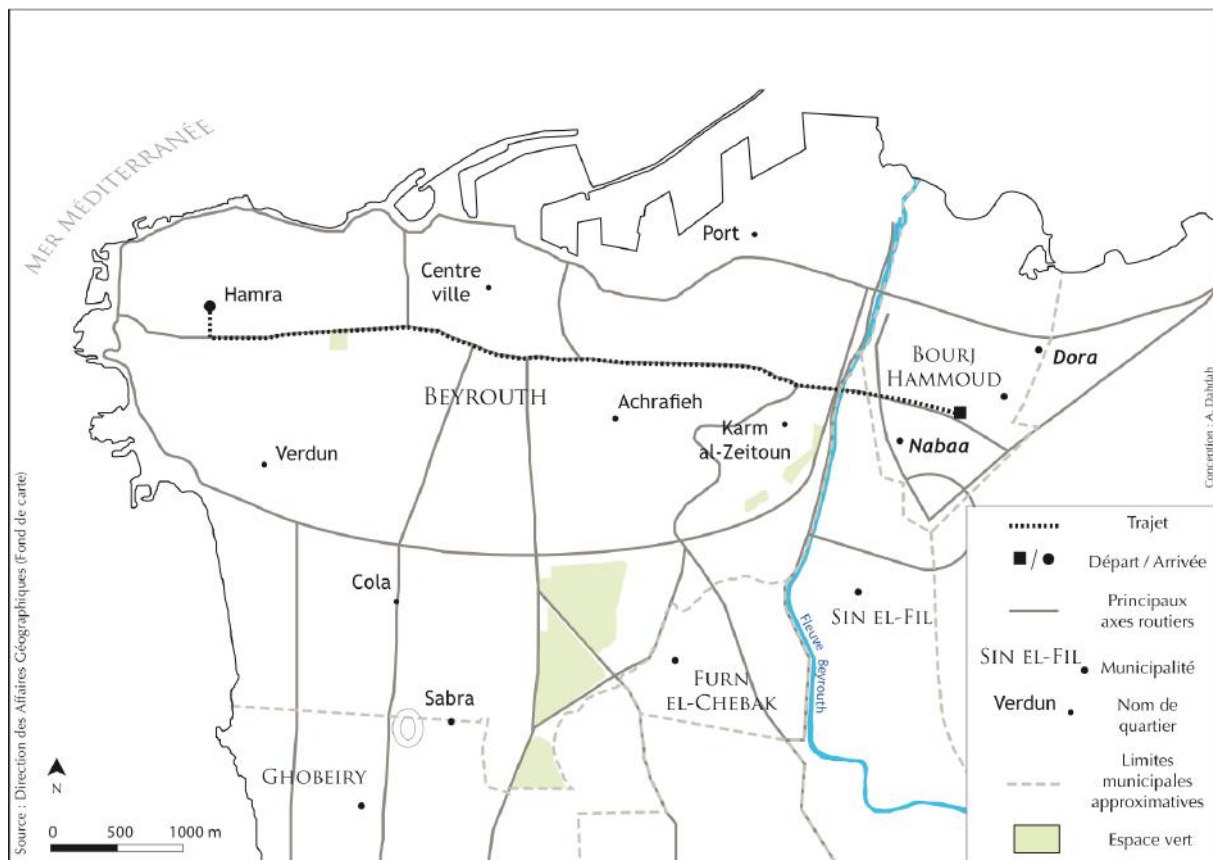 MER MÉDITERRANÉE
Port
Centre
ville
Hamra
BOURJ
HAMMOUD
Dora
BEYROUTH
Achrafieh
Karm
al-Zeitoun
Nabaa
Verdun
Cola
SIN EL-FIL
Fleuve Beyrouth
FURN
EL-CHEBAK
Sabra
GHOBEIRY
N
0 500 1000 m
Source : Direction des Affaires Géographiques (Fond de carte)
Conception : A. Dahdah
Trajet
/ Départ / Arrivée
Principaux
axes routiers
SIN EL-FIL Municipalité
Verdun Nom de
quartier
Limites
municipales
approximatives
Espace vert